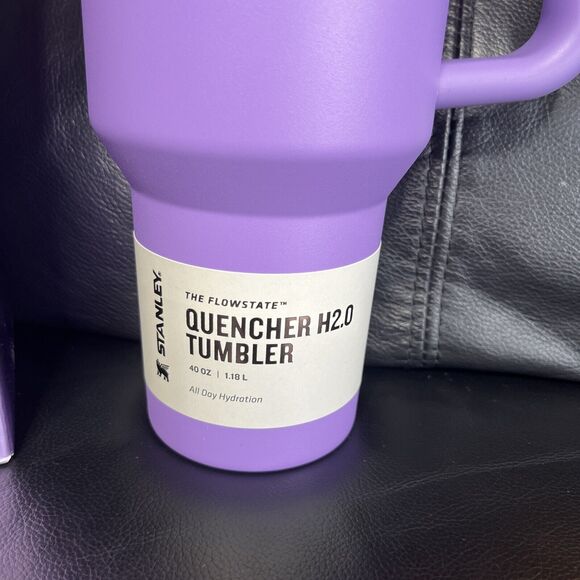 STANLEY.
THE FLOWSTATE™
QUENCHER H2.0
TUMBLER
40 OZ | 1.18 L
All Day Hydration